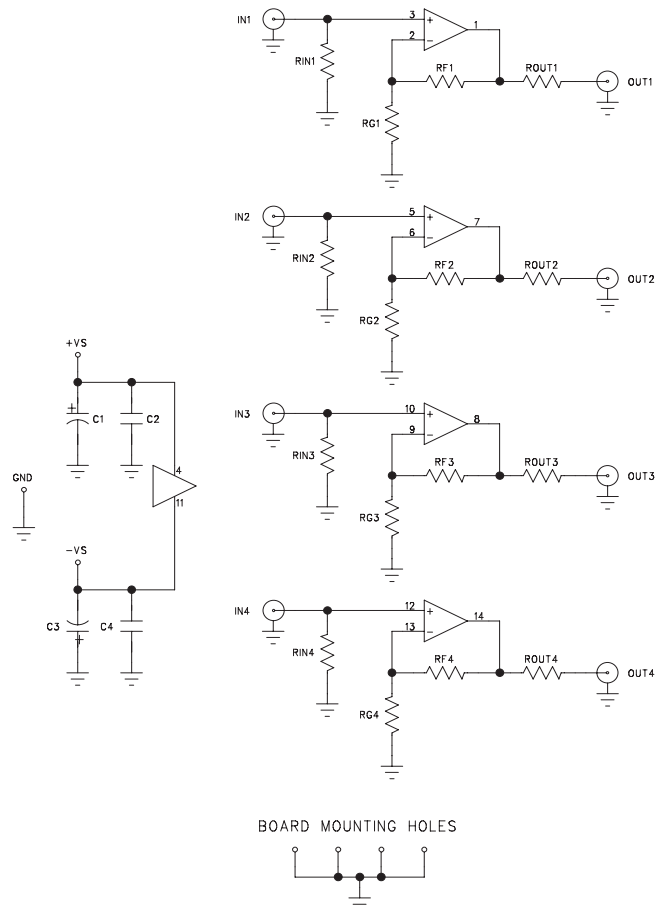 IN1
3
+
1
2
−
RIN1
RF1
ROUT1
OUT1
RG1
IN2
5
+
7
6
−
RIN2
RF2
ROUT2
OUT2
RG2
+VS
+
C1
C2
IN3
10
+
8
9
−
RIN3
RF3
ROUT3
OUT3
RG3
GND
4
11
−VS
C3
+
C4
IN4
12
+
14
13
−
RIN4
RF4
ROUT4
OUT4
RG4
BOARD MOUNTING HOLES